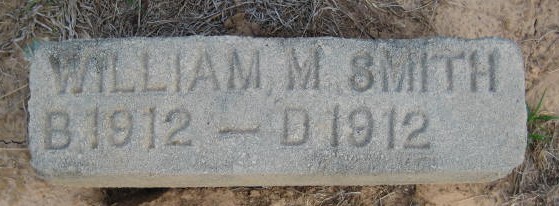 WILLIAM, M SMITH
B 1912 — D 1912